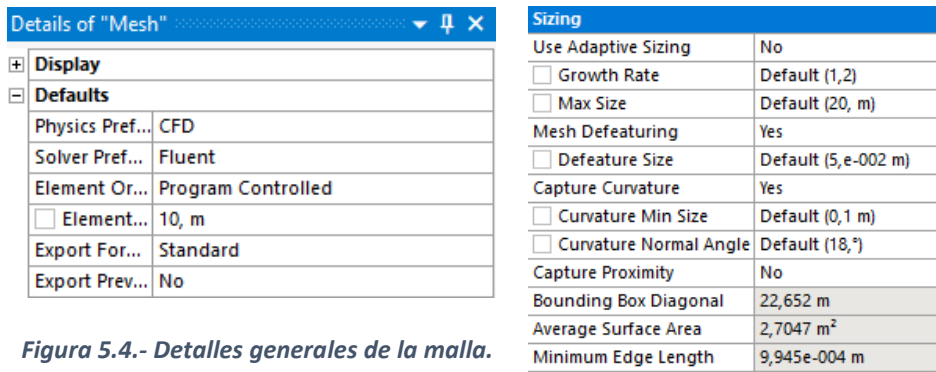 Details of "Mesh"
Display
Defaults
Physics Pref... CFD
Solver Pref... Fluent
Element Or... Program Controlled
Element... 10, m
Export For... Standard
Export Prev... No
Figura 5.4.- Detalles generales de la malla.
Sizing
Use Adaptive Sizing No
Growth Rate Default (1,2)
Max Size Default (20, m)
Mesh Defeaturing Yes
Defeature Size Default (5,e-002 m)
Capture Curvature Yes
Curvature Min Size Default (0,1 m)
Curvature Normal Angle Default (18,°)
Capture Proximity No
Bounding Box Diagonal 22,652 m
Average Surface Area 2,7047 m²
Minimum Edge Length 9,945e-004 m